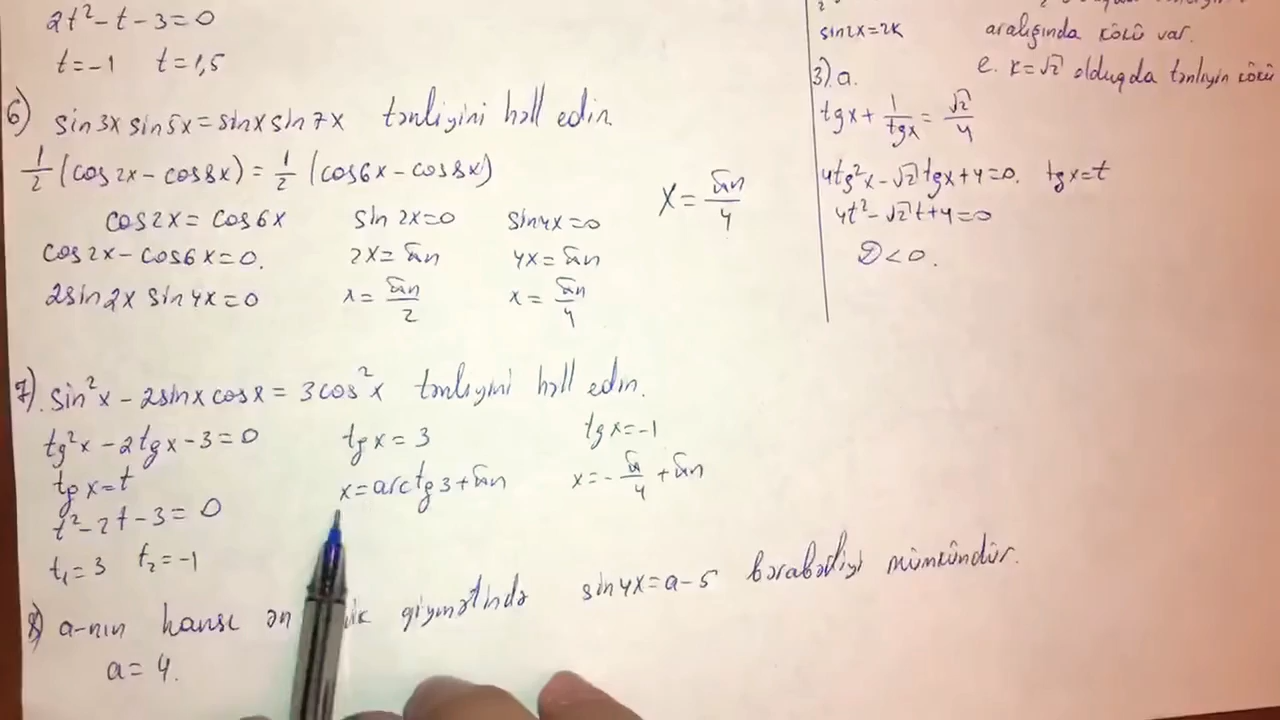 2t²-t-3=0
t=-1 t=1,5
6) sin3x sin5x=sinx sin7x tənliyini həll edin.
1/2 (cos2x-cos8x)=1/2 (cos6x-cos8x)
cos2x=cos6x sin2x=0 sin4x=0 x=πn/4
cos2x-cos6x=0. 2x=πn 4x=πn
2sin2x sin4x=0 x=πn/2 x=πn/4
7). sin²x-2sinxcosx=3cos²x tənliyini həll edin.
tg²x-2tgx-3=0 tgx=3 tgx=-1
tgx=t x=arctg3+πn x=-π/4+πn
t²-2t-3=0
t₁=3 t₂=-1
8) a-nın hansı ən qiymətində sin4x=a-5 bərabərliyi mümkündür.
a=4.
sin2x=2k aralığında kökü var.
3). a. e. k=√2 olduqda tənliyin kökü
tgx+1/tgx=√2/4
4tg²x-√2tgx+4=0. tgx=t
4t²-√2t+4=0
D<0.